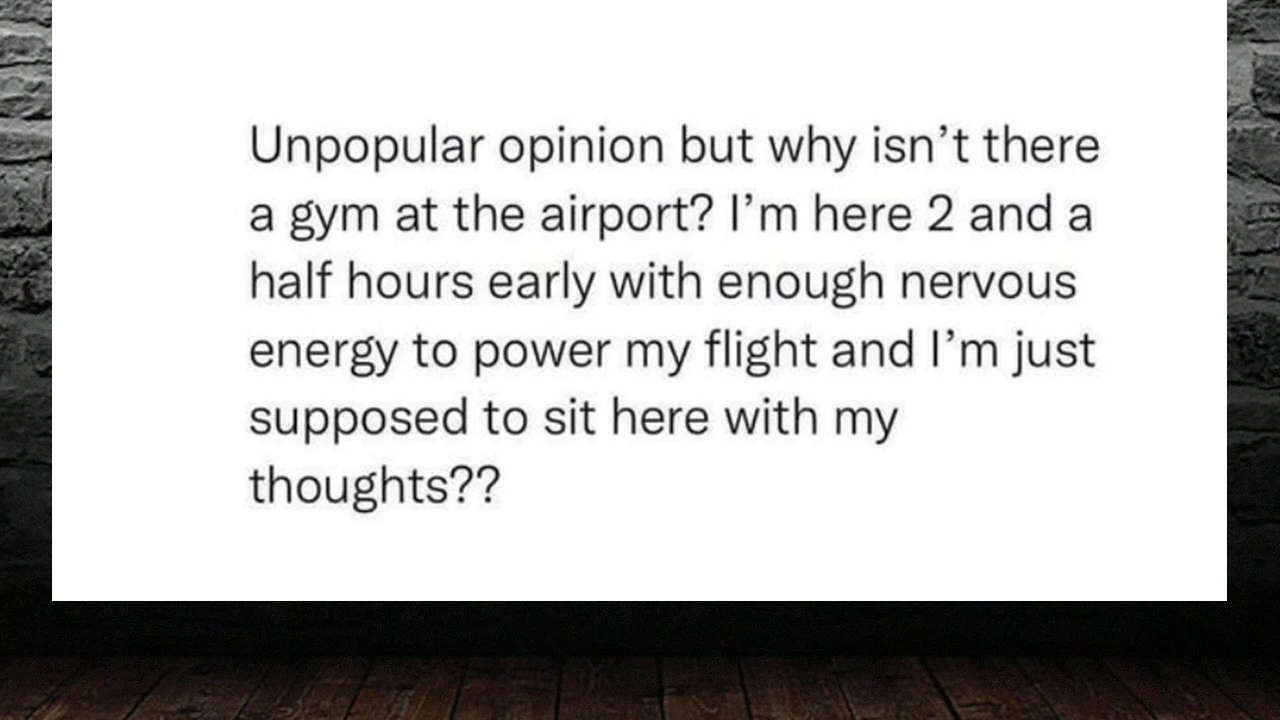 Unpopular opinion but why isn’t there
a gym at the airport? I’m here 2 and a
half hours early with enough nervous
energy to power my flight and I’m just
supposed to sit here with my
thoughts??